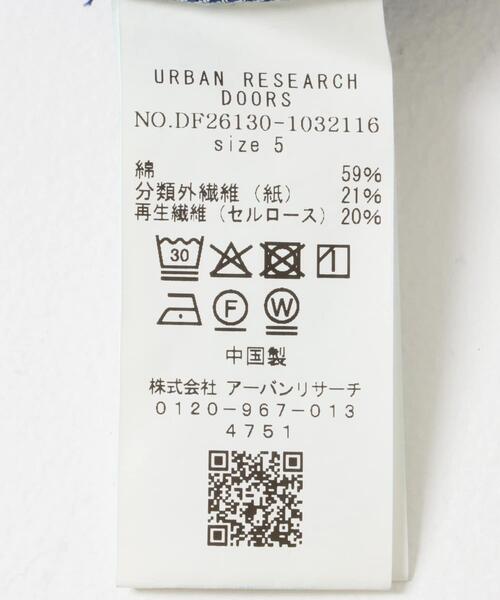 URBAN RESEARCH
DOORS
NO.DF26130-1032116
size 5
綿 59%
分類外繊維（紙） 21%
再生繊維（セルロース） 20%
30
F W
中国製
株式会社 アーバンリサーチ
0120-967-013
4751